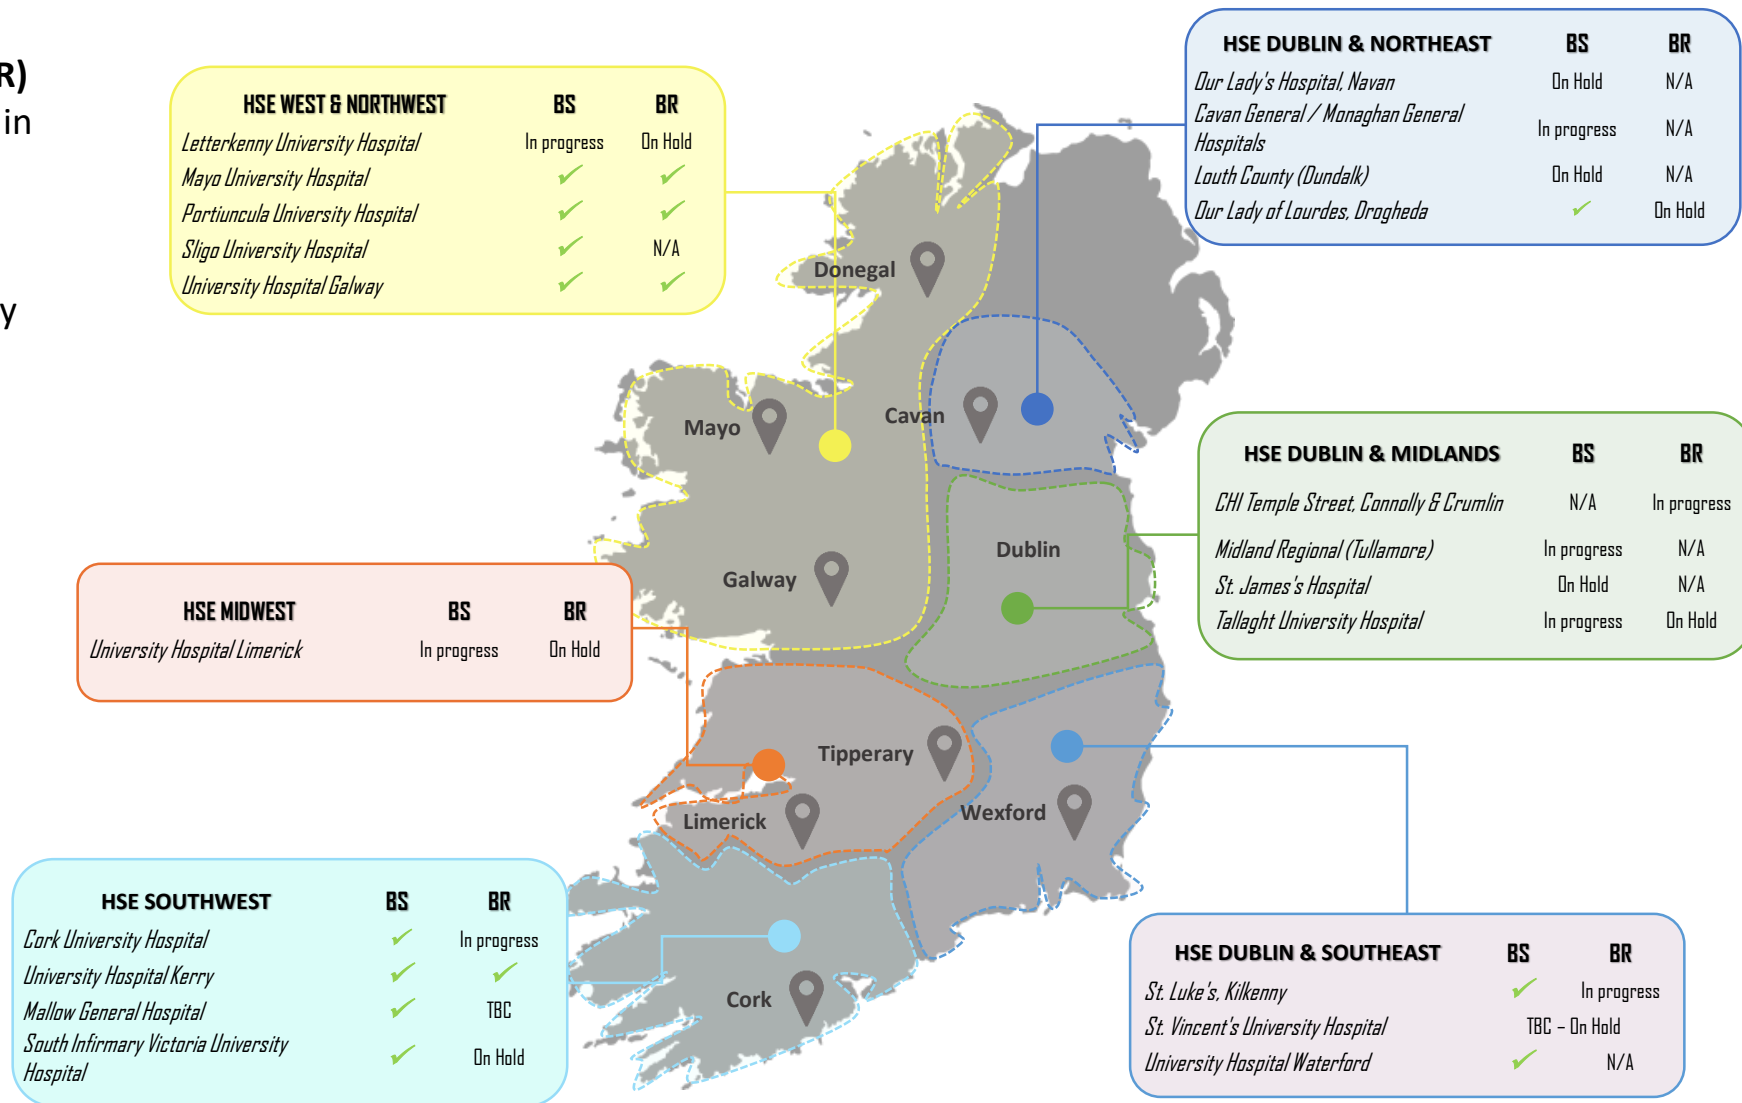 R)
in
y
HSE WEST & NORTHWEST BS BR
Letterkenny University Hospital In progress On Hold
Mayo University Hospital ✓ ✓
Portiuncula University Hospital ✓ ✓
Sligo University Hospital ✓ N/A
University Hospital Galway ✓ ✓
HSE DUBLIN & NORTHEAST BS BR
Our Lady's Hospital, Navan On Hold N/A
Cavan General / Monaghan General
Hospitals In progress N/A
Louth County (Dundalk) On Hold N/A
Our Lady of Lourdes, Drogheda ✓ On Hold
Donegal
Mayo
Cavan
Galway
Dublin
Tipperary
Limerick
Wexford
Cork
HSE DUBLIN & MIDLANDS BS BR
CHI Temple Street, Connolly & Crumlin N/A In progress
Midland Regional (Tullamore) In progress N/A
St. James's Hospital On Hold N/A
Tallaght University Hospital In progress On Hold
HSE MIDWEST BS BR
University Hospital Limerick In progress On Hold
HSE SOUTHWEST BS BR
Cork University Hospital ✓ In progress
University Hospital Kerry ✓ ✓
Mallow General Hospital ✓ TBC
South Infirmary Victoria University
Hospital ✓ On Hold
HSE DUBLIN & SOUTHEAST BS BR
St. Luke's, Kilkenny ✓ In progress
St. Vincent's University Hospital TBC – On Hold
University Hospital Waterford ✓ N/A